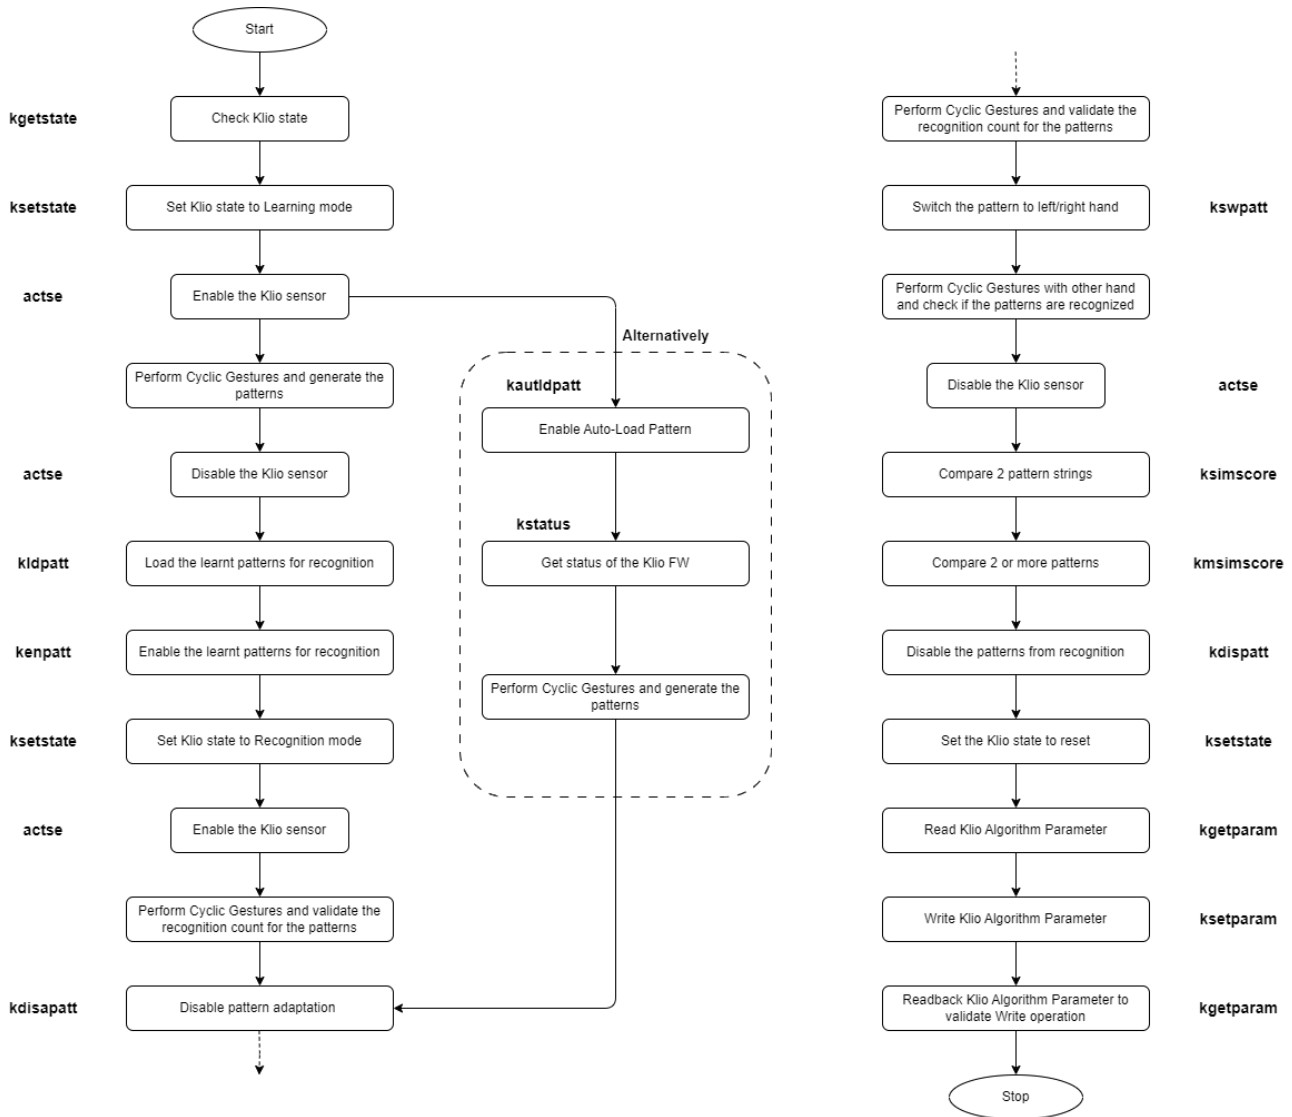 Start
kgetstate
Check Klio state
ksetstate
Set Klio state to Learning mode
actse
Enable the Klio sensor
Perform Cyclic Gestures and generate the
patterns
actse
Disable the Klio sensor
kldpatt
Load the learnt patterns for recognition
kenpatt
Enable the learnt patterns for recognition
ksetstate
Set Klio state to Recognition mode
actse
Enable the Klio sensor
Perform Cyclic Gestures and validate the
recognition count for the patterns
kdisapatt
Disable pattern adaptation
Alternatively
kautldpatt
Enable Auto-Load Pattern
kstatus
Get status of the Klio FW
Perform Cyclic Gestures and generate the
patterns
Perform Cyclic Gestures and validate the
recognition count for the patterns
Switch the pattern to left/right hand
kswpatt
Perform Cyclic Gestures with other hand
and check if the patterns are recognized
Disable the Klio sensor
actse
Compare 2 pattern strings
ksimscore
Compare 2 or more patterns
kmsimscore
Disable the patterns from recognition
kdispatt
Set the Klio state to reset
ksetstate
Read Klio Algorithm Parameter
kgetparam
Write Klio Algorithm Parameter
ksetparam
Readback Klio Algorithm Parameter to
validate Write operation
kgetparam
Stop